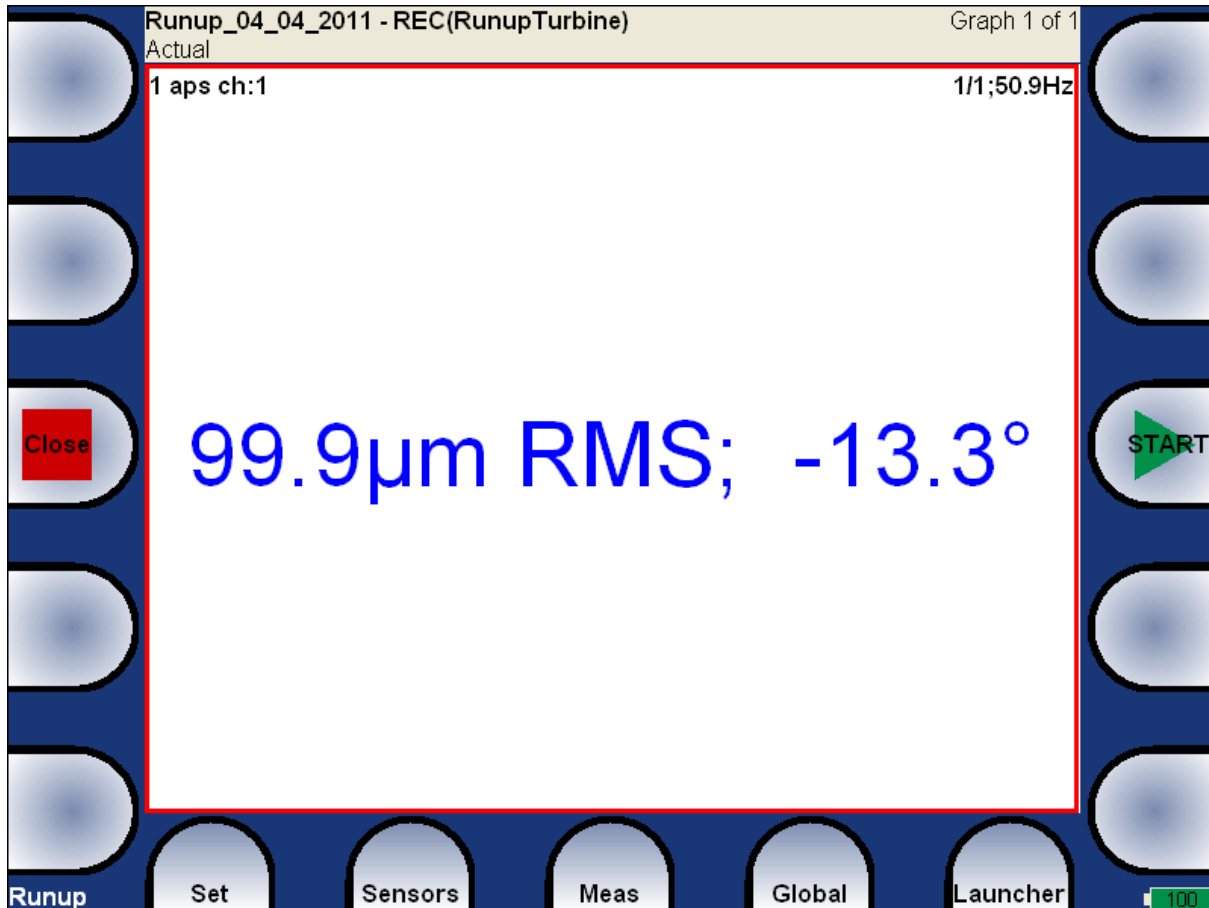 Runup_04_04_2011 - REC(RunupTurbine) Graph 1 of 1
Actual
1 aps ch:1 1/1;50.9Hz
Close 99.9µm RMS; -13.3° START
Set Sensors Meas Global Launcher
Runup 100